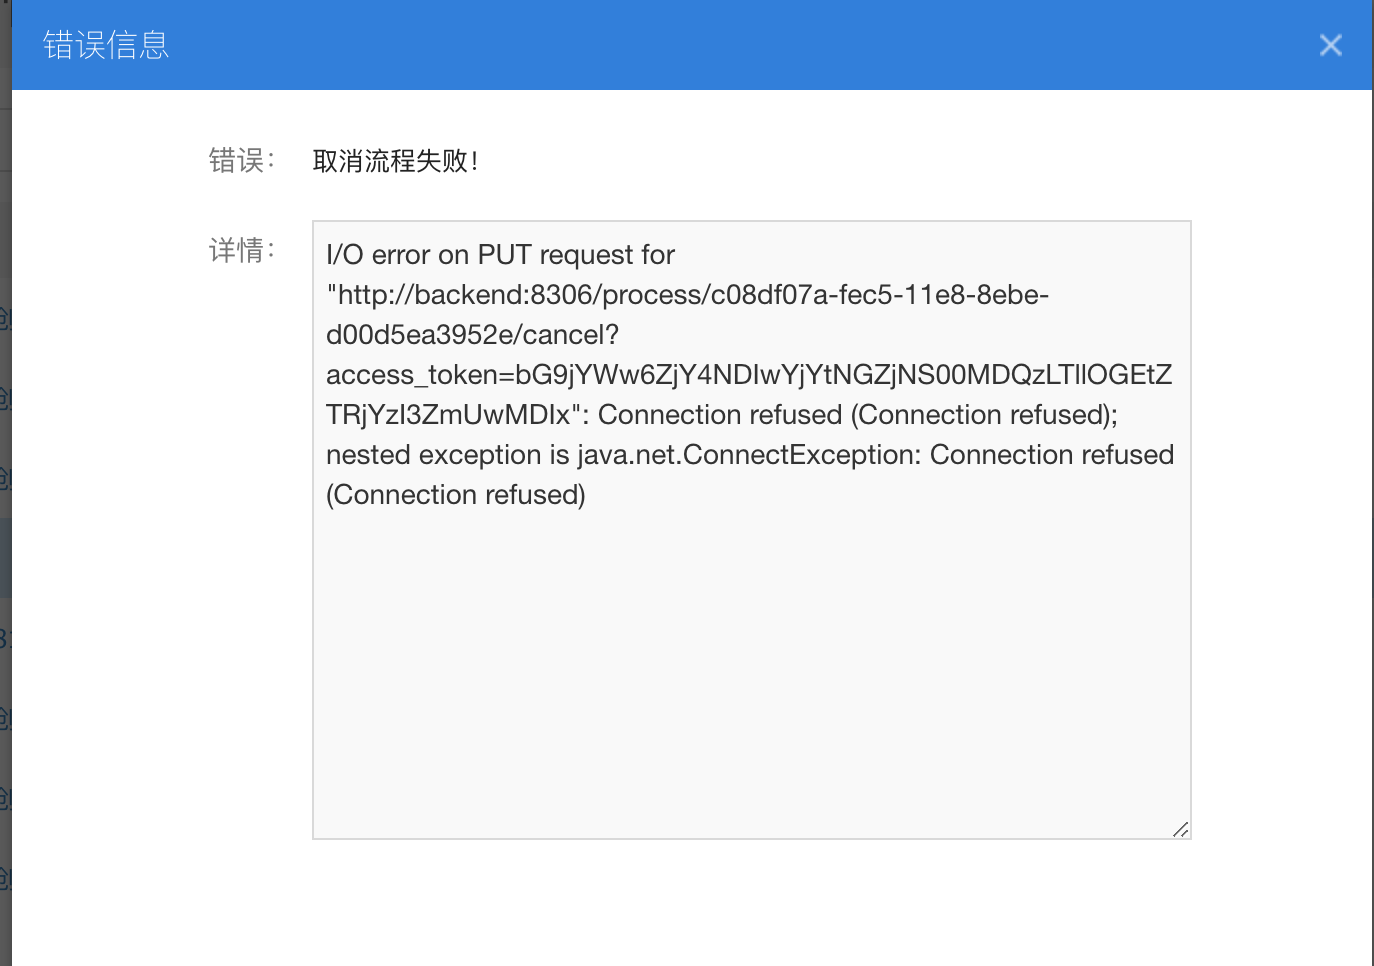 错误信息
错误： 取消流程失败！
详情：
I/O error on PUT request for
"http://backend:8306/process/c08df07a-fec5-11e8-8ebe-
d00d5ea3952e/cancel?
access_token=bG9jYWw6ZjY4NDIwYjYtNGZjNS00MDQzLTllOGEtZ
TRjYzI3ZmUwMDIx": Connection refused (Connection refused);
nested exception is java.net.ConnectException: Connection refused
(Connection refused)